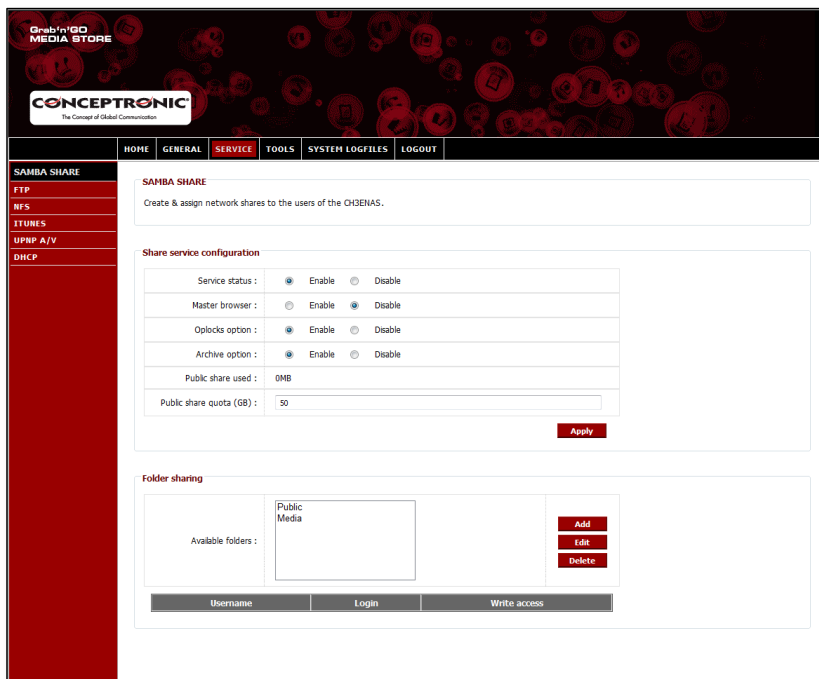 Grab'n'GO
MEDIA STORE
CONCEPTRONIC
The Concept of Global Communication
HOME GENERAL SERVICE TOOLS SYSTEM LOGFILES LOGOUT
SAMBA SHARE
FTP
NFS
ITUNES
UPNP A/V
DHCP
SAMBA SHARE
Create & assign network shares to the users of the CH3ENAS.
Share service configuration
Service status : Enable Disable
Master browser : Enable Disable
Oplocks option : Enable Disable
Archive option : Enable Disable
Public share used : 0MB
Public share quota (GB) : 50
Apply
Folder sharing
Available folders :
Public
Media
Add
Edit
Delete
Username Login Write access